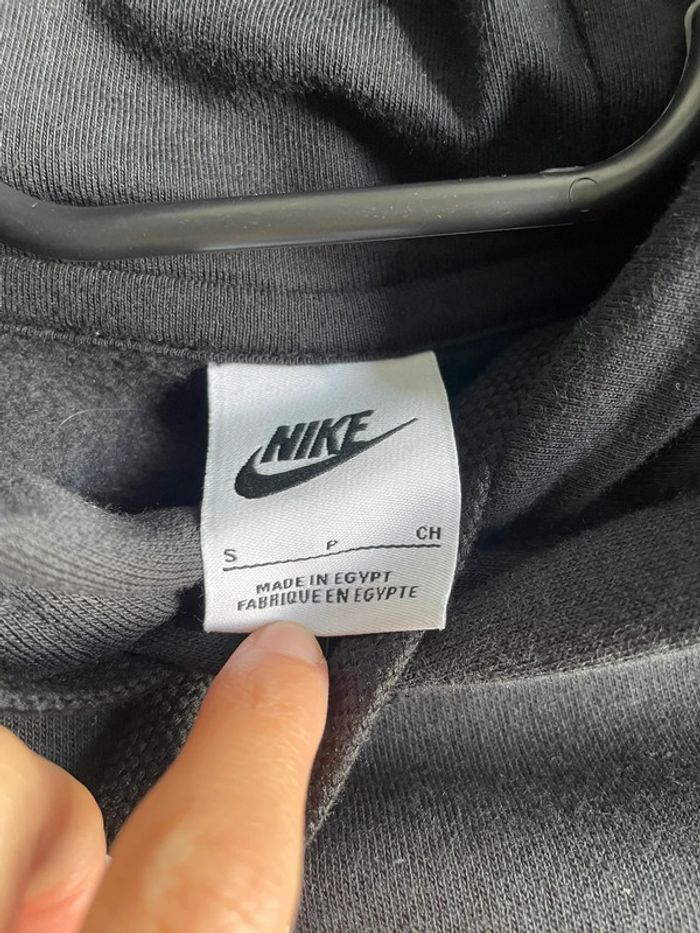 NIKE
S P CH
MADE IN EGYPT
FABRIQUE EN EGYPTE